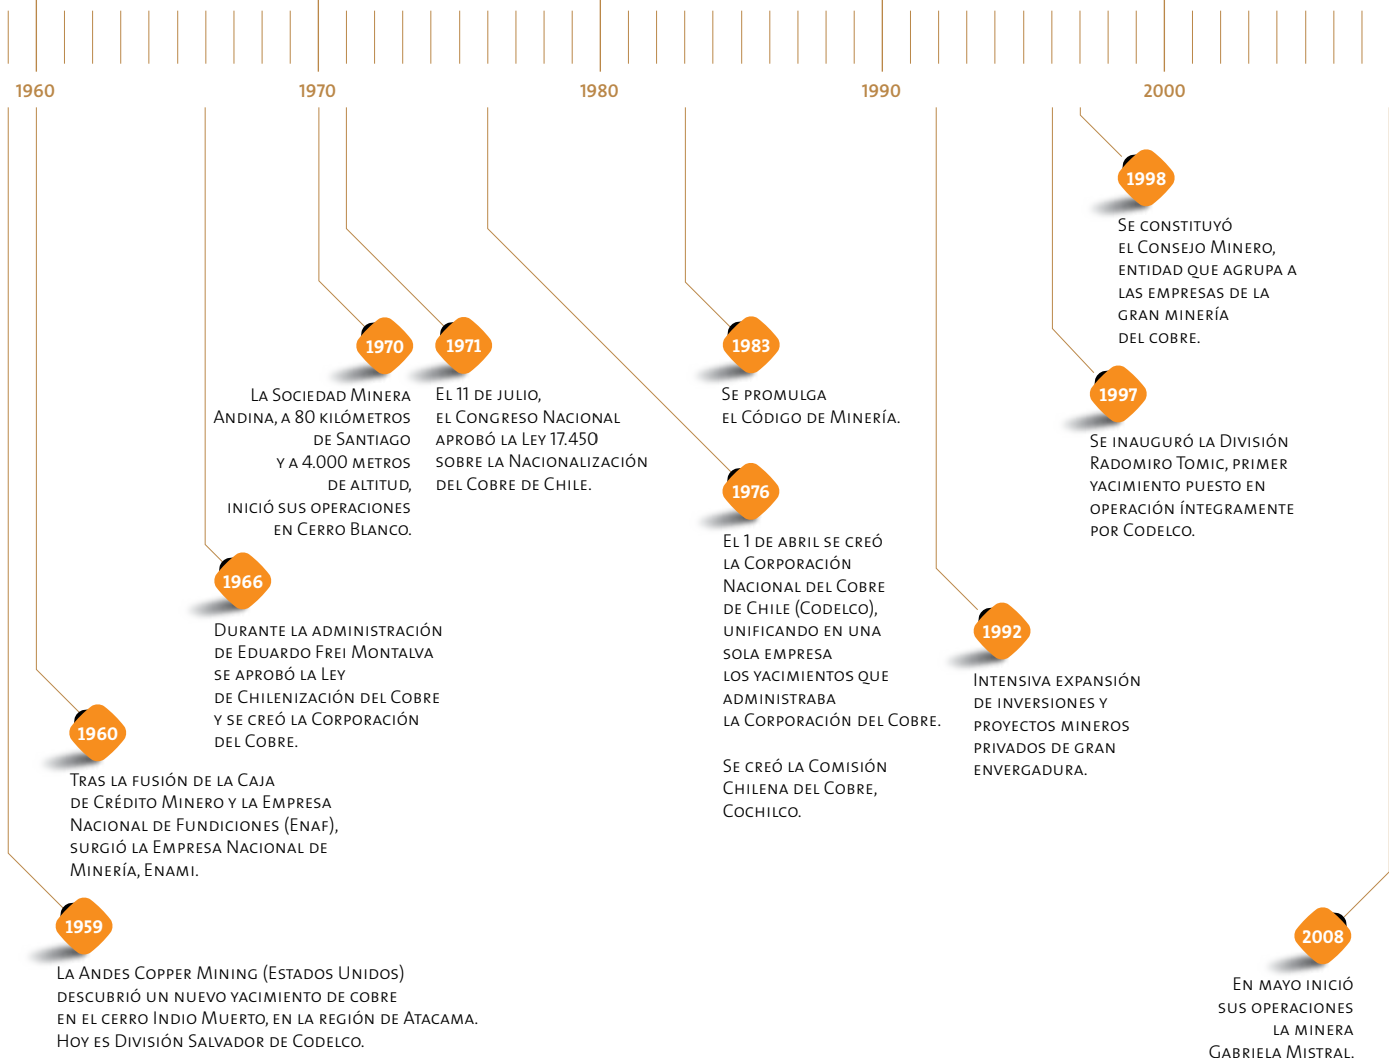 1960
1970
1980
1990
2000
1998
Se constituyó
el Consejo Minero,
entidad que agrupa a
las empresas de la
gran minería
del cobre.
1970
La Sociedad Minera
Andina, a 80 kilómetros
de Santiago
y a 4.000 metros
de altitud,
inició sus operaciones
en Cerro Blanco.
1971
El 11 de julio,
el Congreso Nacional
aprobó la Ley 17.450
sobre la Nacionalización
del Cobre de Chile.
1983
Se promulga
el Código de Minería.
1997
Se inauguró la División
Radomiro Tomic, primer
yacimiento puesto en
operación íntegramente
por Codelco.
1976
El 1 de abril se creó
la Corporación
Nacional del Cobre
de Chile (Codelco),
unificando en una
sola empresa
los yacimientos que
administraba
la Corporación del Cobre.
Se creó la Comisión
Chilena del Cobre,
Cochilco.
1966
Durante la administración
de Eduardo Frei Montalva
se aprobó la Ley
de Chilenización del Cobre
y se creó la Corporación
del Cobre.
1992
Intensiva expansión
de inversiones y
proyectos mineros
privados de gran
envergadura.
1960
Tras la fusión de la Caja
de Crédito Minero y la Empresa
Nacional de Fundiciones (Enaf),
surgió la Empresa Nacional de
Minería, Enami.
1959
La Andes Copper Mining (Estados Unidos)
descubrió un nuevo yacimiento de cobre
en el cerro Indio Muerto, en la región de Atacama.
Hoy es División Salvador de Codelco.
2008
En mayo inició
sus operaciones
la minera
Gabriela Mistral.